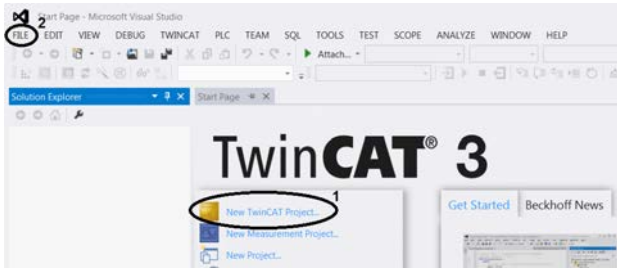 Start Page - Microsoft Visual Studio
2
FILE EDIT VIEW DEBUG TWINCAT PLC TEAM SQL TOOLS TEST SCOPE ANALYZE WINDOW HELP
Attach...
Solution Explorer
Start Page
TwinCAT® 3
1
New TwinCAT Project...
Get Started Beckhoff News
New Measurement Project...
New Project...